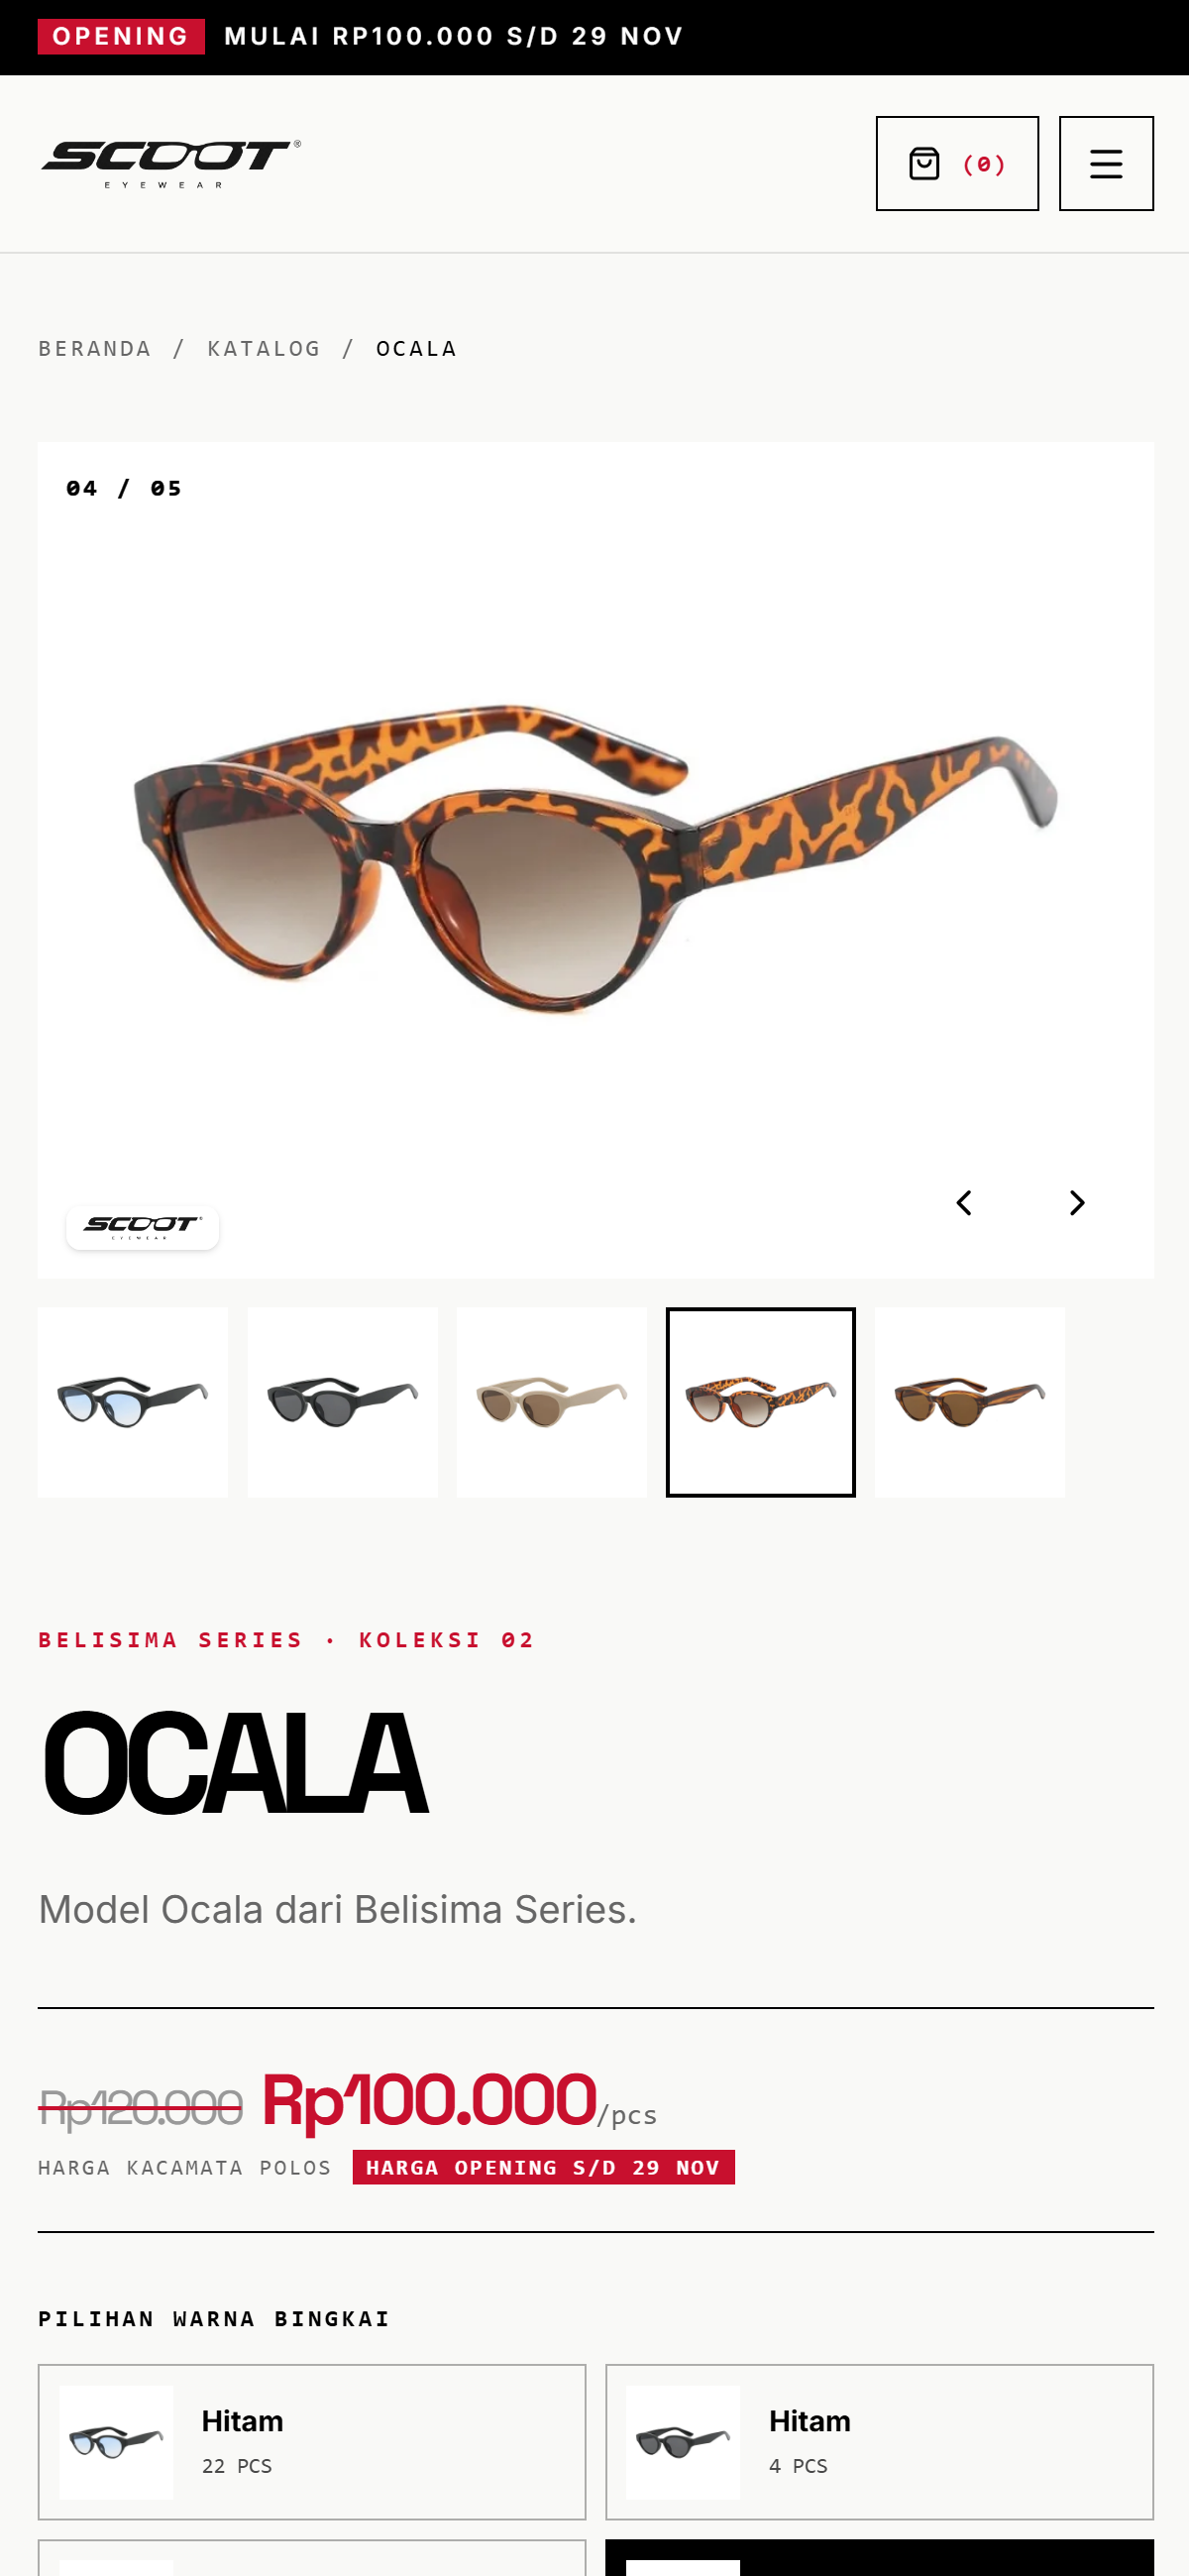 OPENING MULAI RP100.000 S/D 29 NOV
SCOOT®
EYEWEAR
(0)
BERANDA / KATALOG / OCALA
04 / 05
SCOOT®
EYEWEAR
BELISIMA SERIES · KOLEKSI 02
OCALA
Model Ocala dari Belisima Series.
Rp120.000 Rp100.000/pcs
HARGA KACAMATA POLOS HARGA OPENING S/D 29 NOV
PILIHAN WARNA BINGKAI
Hitam
22 PCS
Hitam
4 PCS